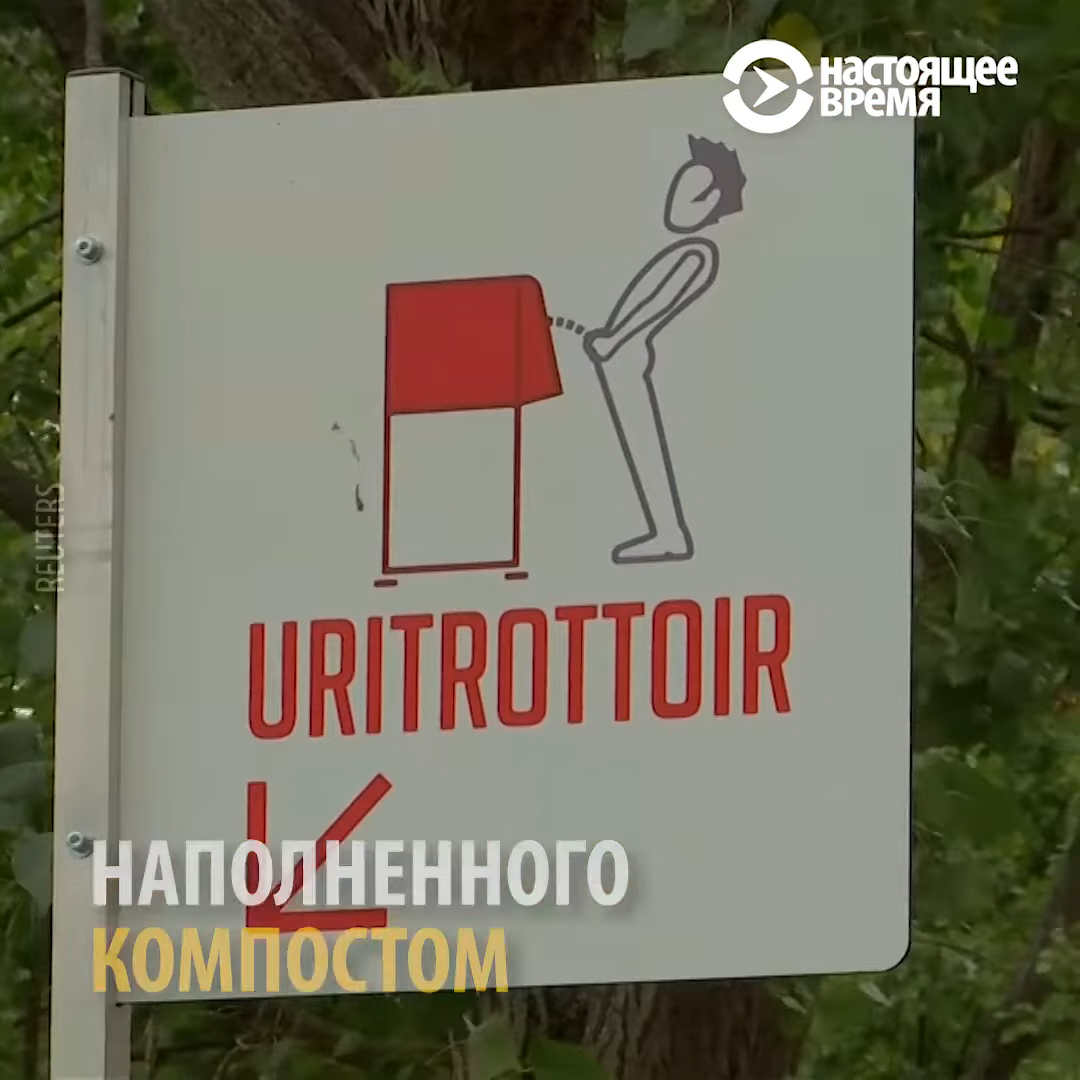 НАСТОЯЩЕЕ
ВРЕМЯ
REUTERS
URITROTTOIR
НАПОЛНЕННОГО
КОМПОСТОМ